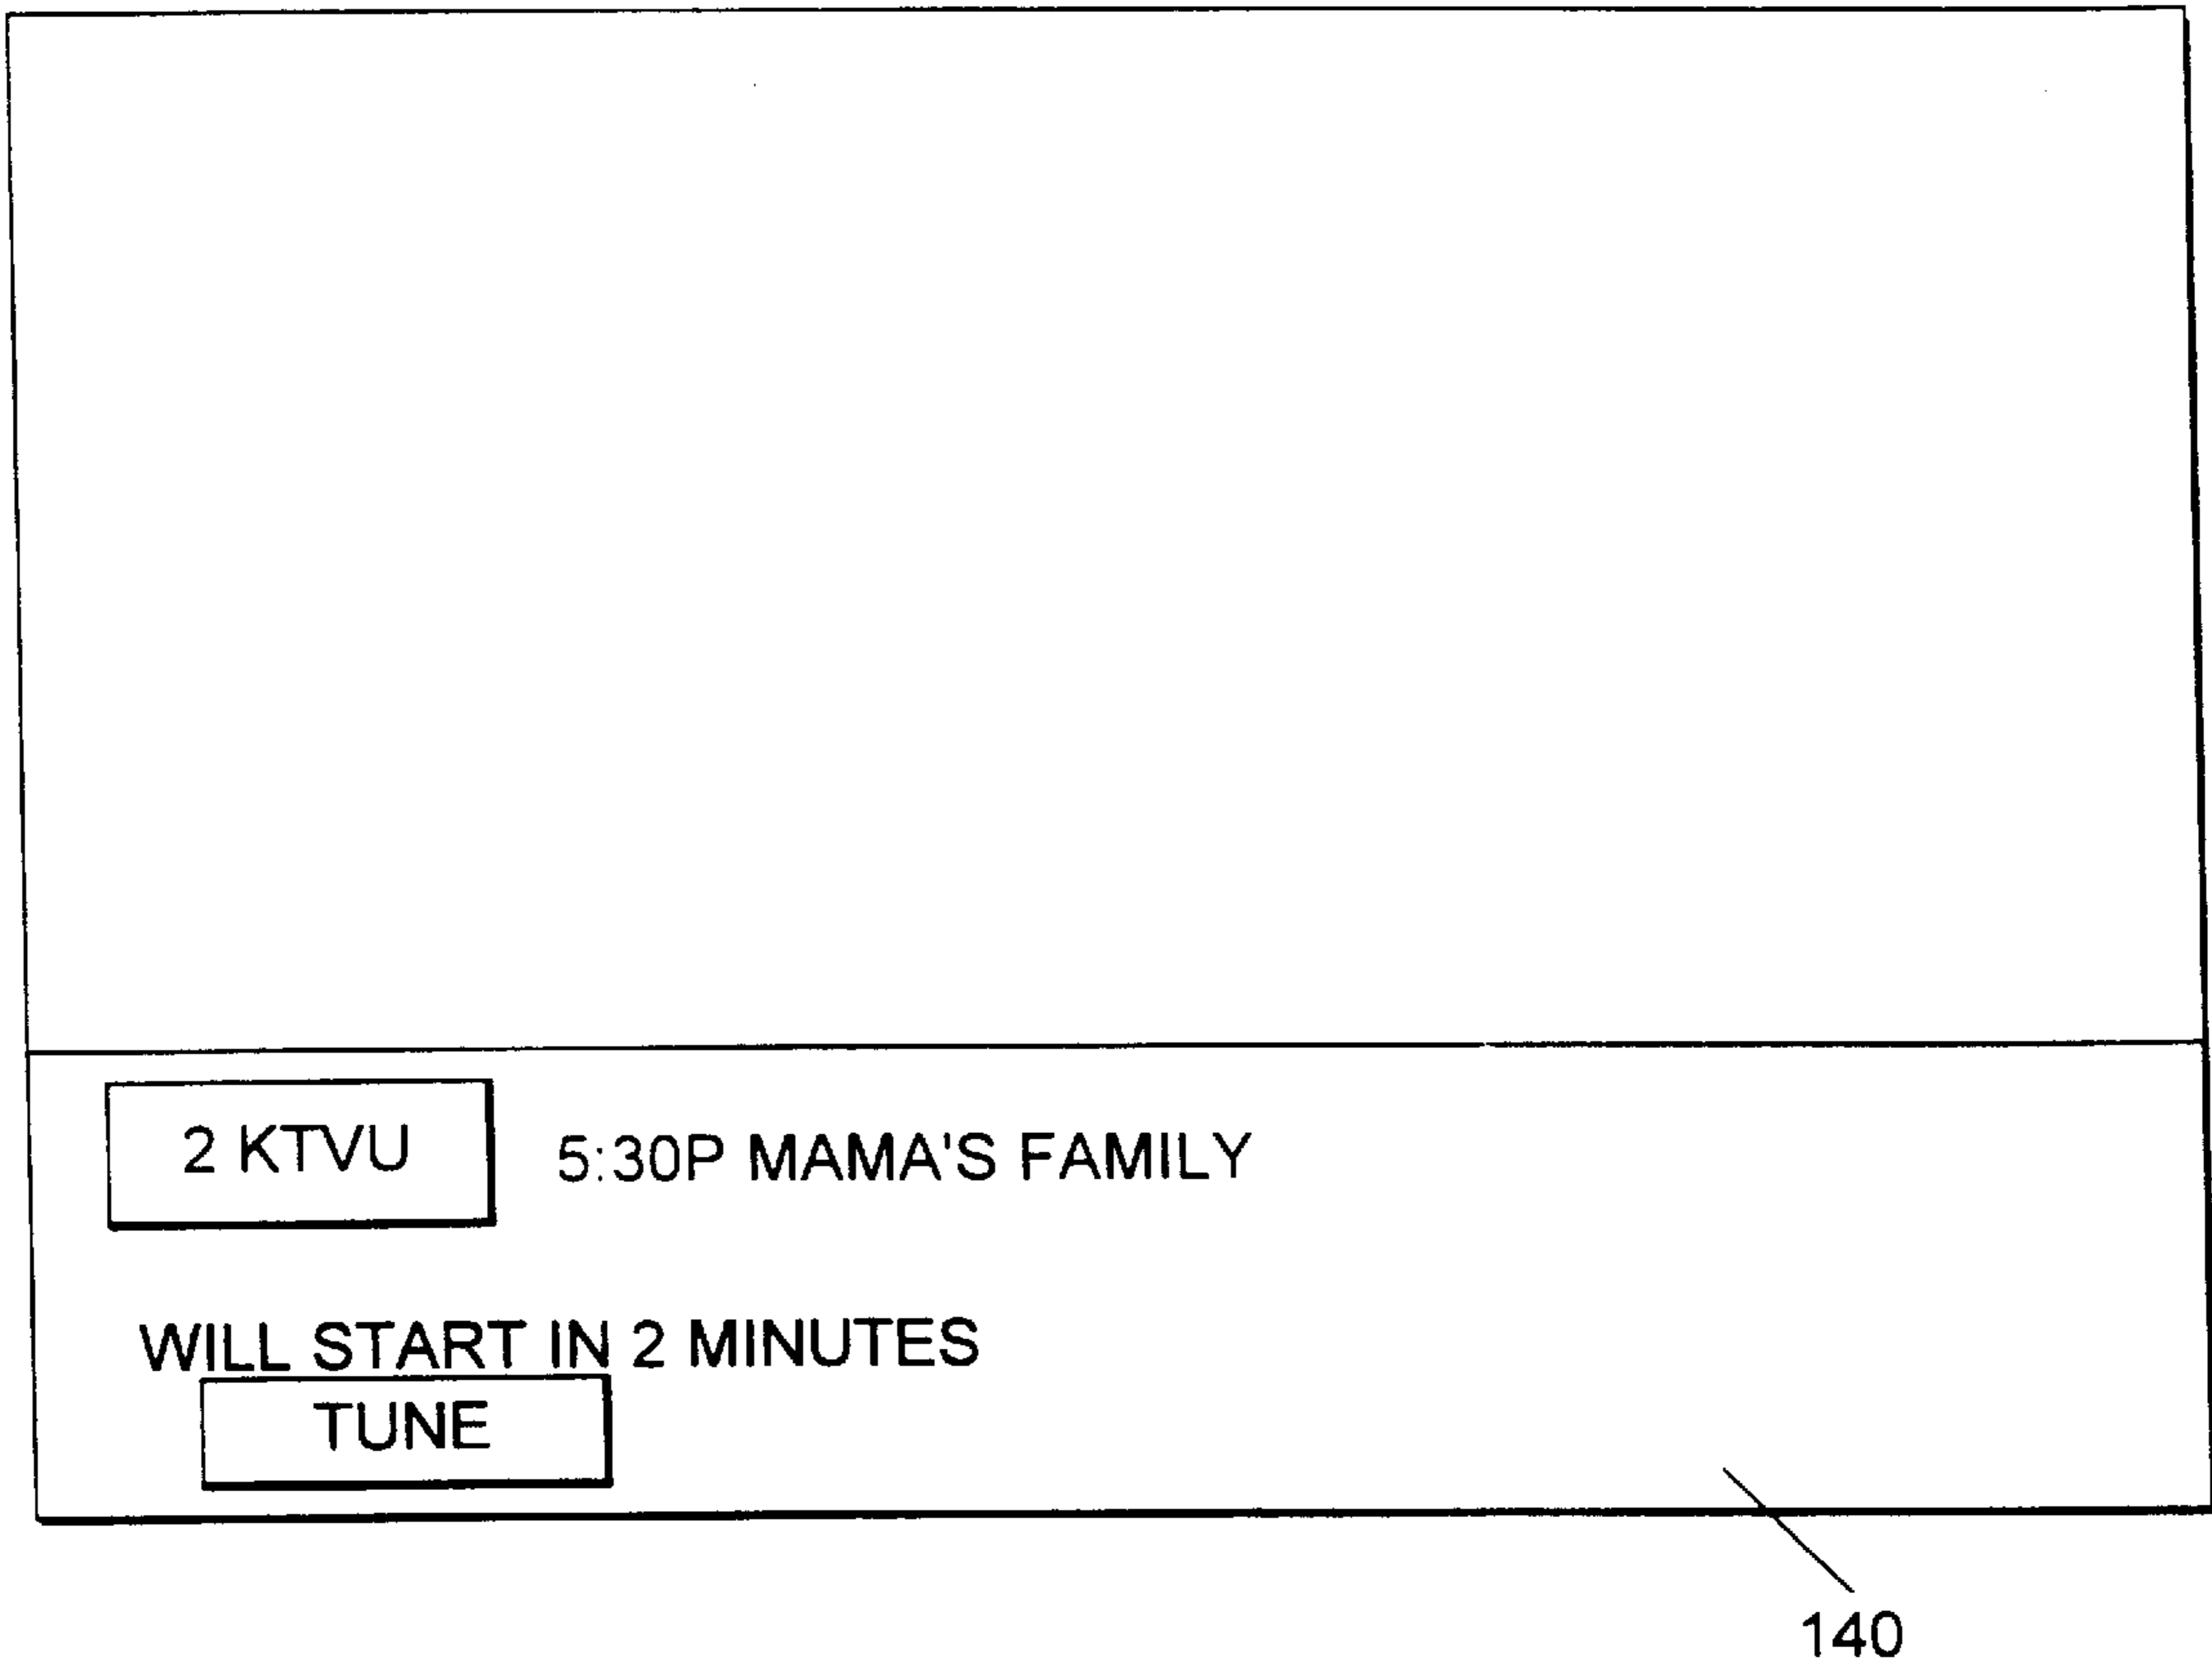 2 KTVU 5:30P MAMA'S FAMILY
WILL START IN 2 MINUTES
TUNE
140